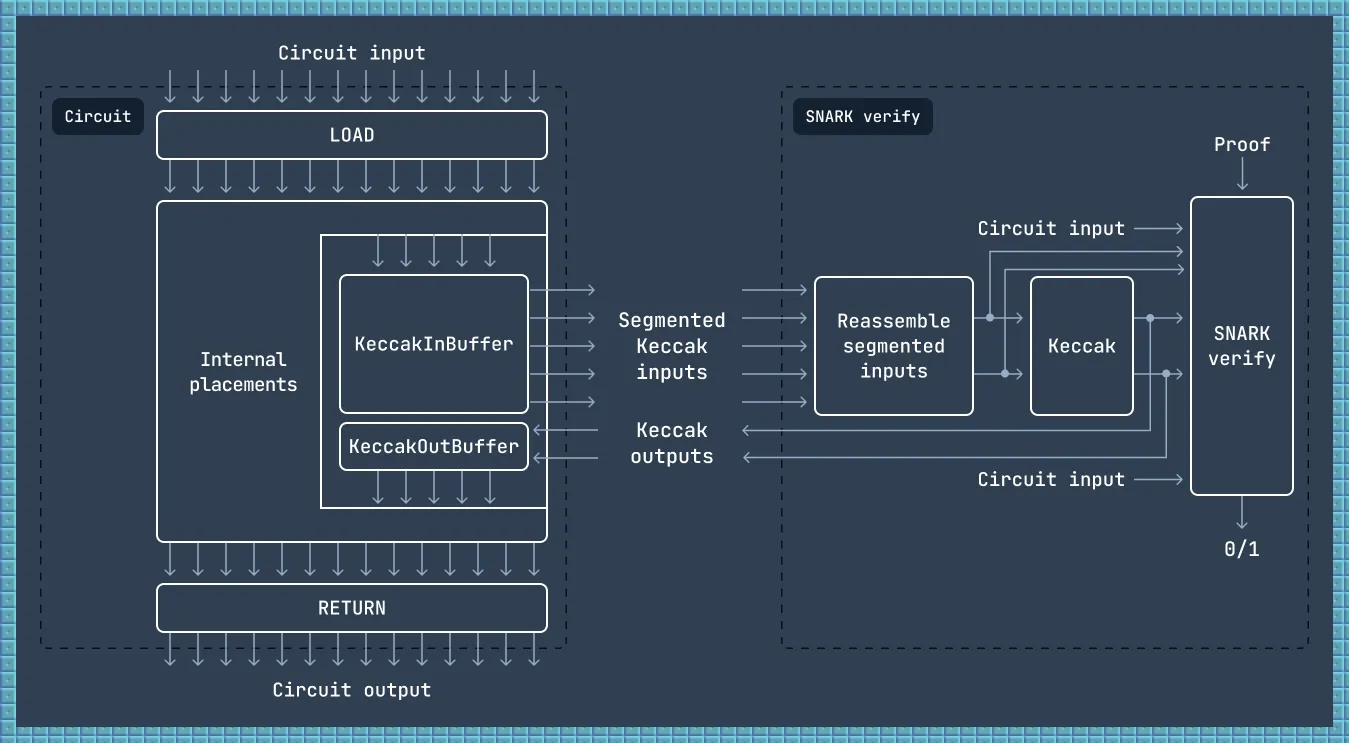 Circuit input
Circuit
LOAD
Internal
placements
KeccakInBuffer
KeccakOutBuffer
RETURN
Circuit output
Segmented
Keccak
inputs
Keccak
outputs
SNARK verify
Proof
Circuit input
Reassemble
segmented
inputs
Keccak
SNARK
verify
Circuit input
0/1